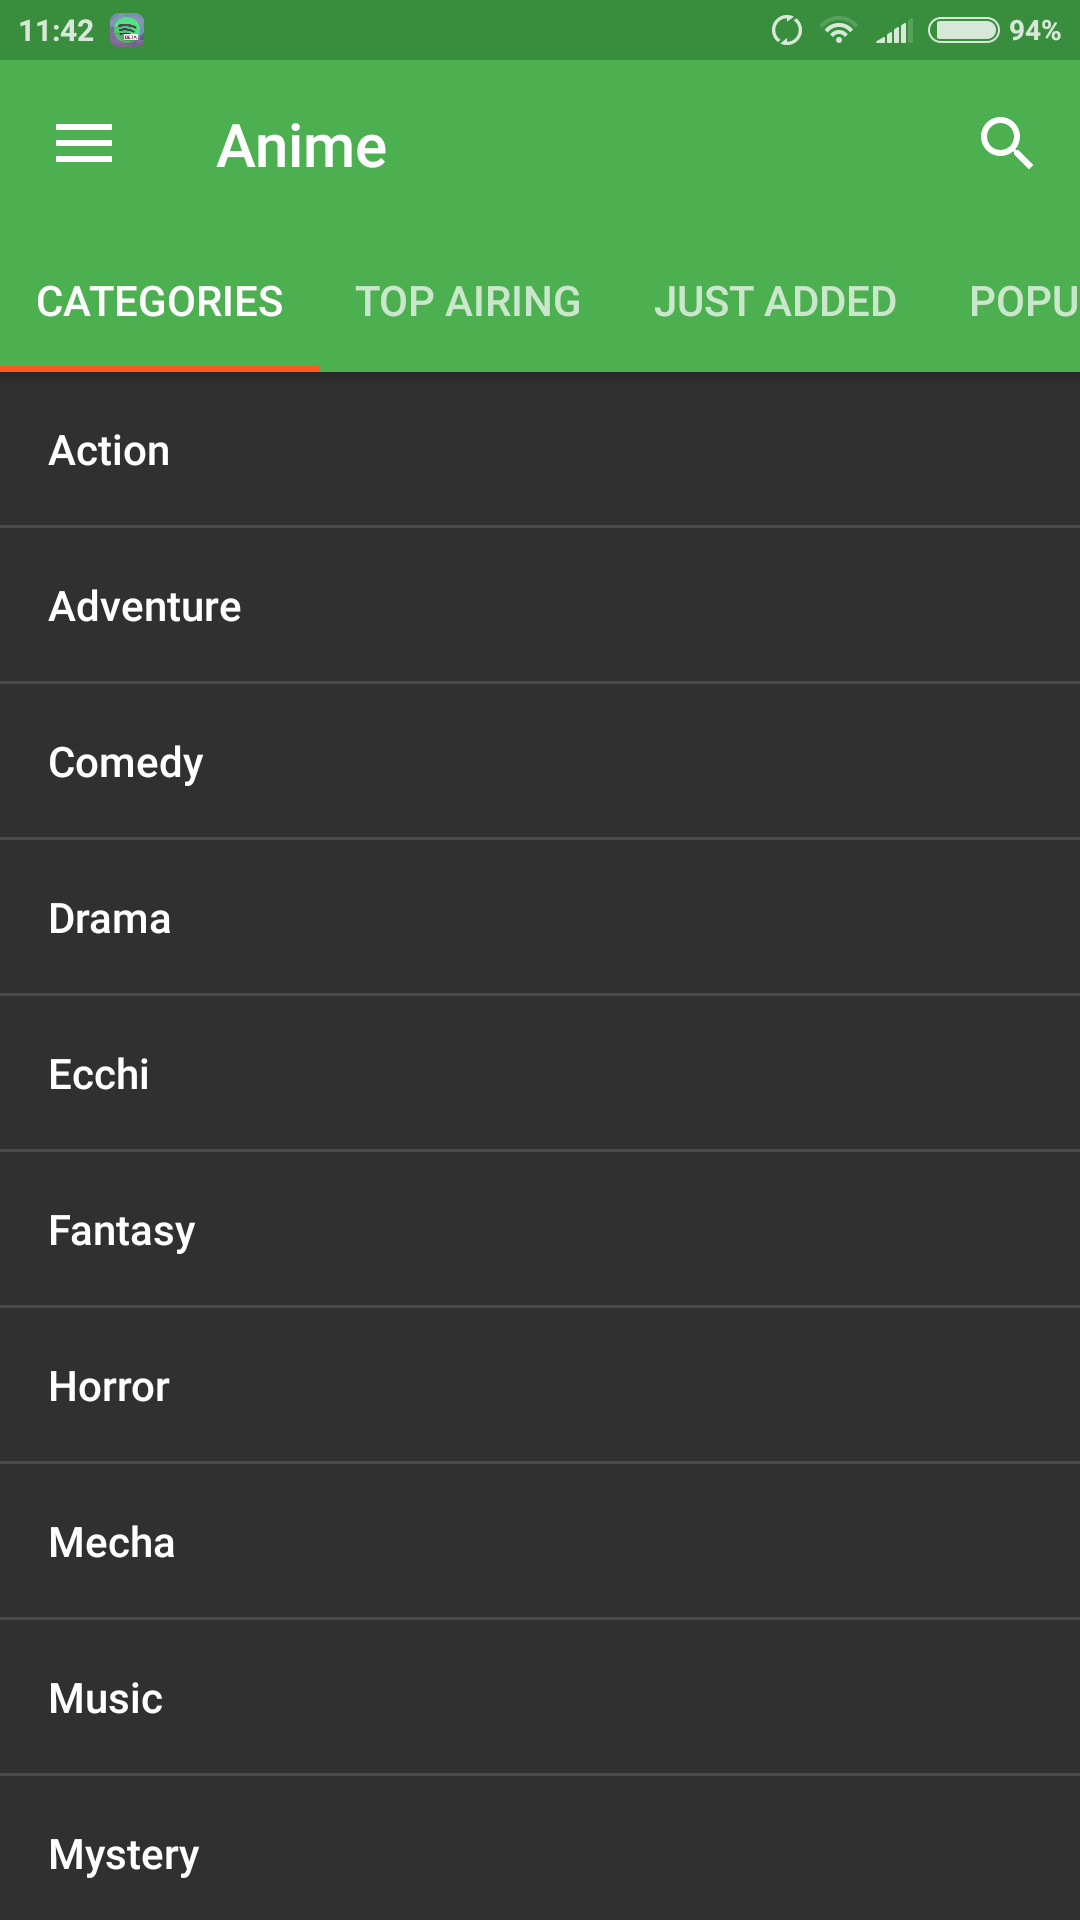 11:42 94%
Anime
CATEGORIES TOP AIRING JUST ADDED POPU
Action
Adventure
Comedy
Drama
Ecchi
Fantasy
Horror
Mecha
Music
Mystery